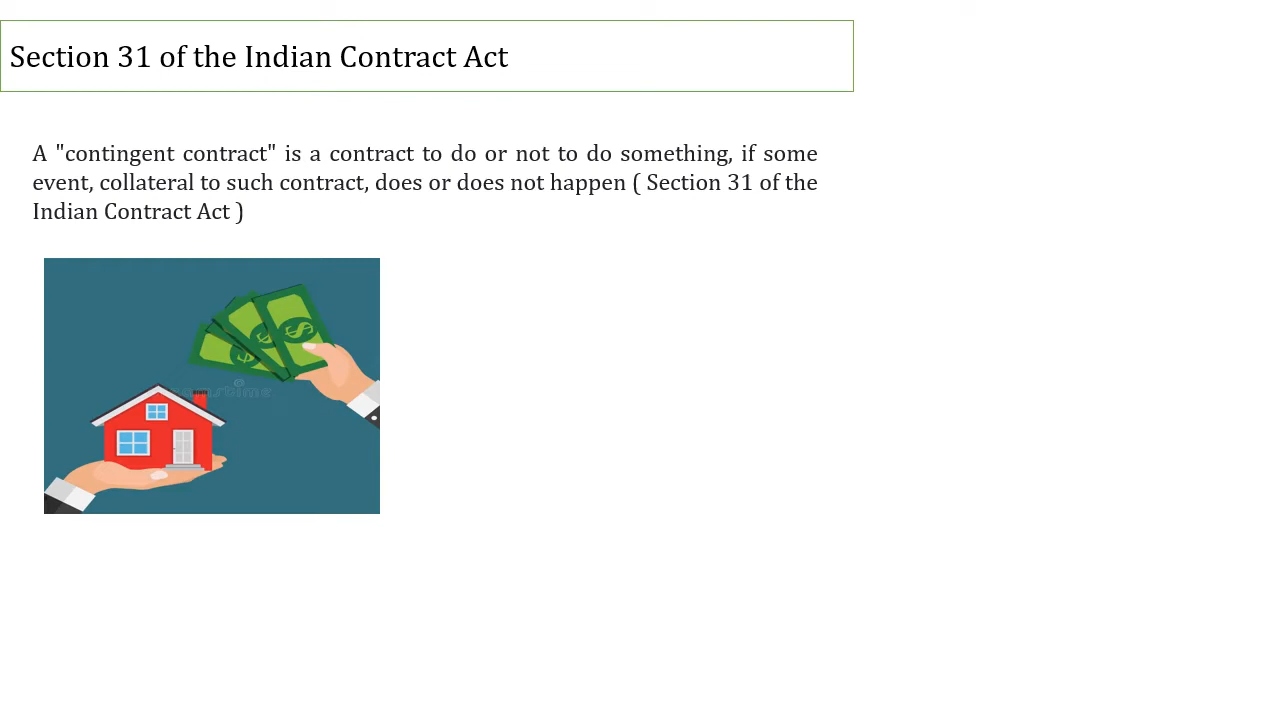 Section 31 of the Indian Contract Act
A "contingent contract" is a contract to do or not to do something, if some
event, collateral to such contract, does or does not happen ( Section 31 of the
Indian Contract Act )